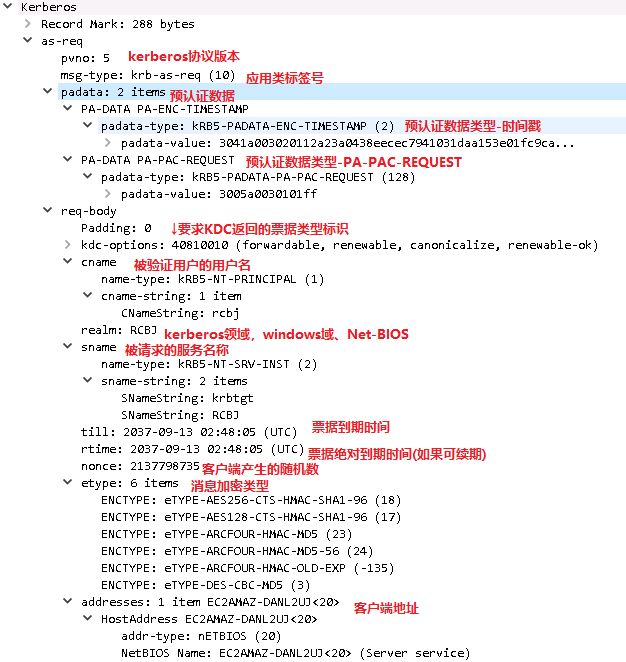 Kerberos
Record Mark: 288 bytes
as-req
pvno: 5 kerberos协议版本
msg-type: krb-as-req (10) 应用类标签号
padata: 2 items 预认证数据
PA-DATA PA-ENC-TIMESTAMP
padata-type: kRB5-PADATA-ENC-TIMESTAMP (2) 预认证数据类型-时间戳
padata-value: 3041a003020112a23a0438eecec7941031daa153e01fc9ca...
PA-DATA PA-PAC-REQUEST 预认证数据类型-PA-PAC-REQUEST
padata-type: kRB5-PADATA-PA-PAC-REQUEST (128)
padata-value: 3005a0030101ff
req-body
Padding: 0 ↓要求KDC返回的票据类型标识
kdc-options: 40810010 (forwardable, renewable, canonicalize, renewable-ok)
cname 被验证用户的用户名
name-type: kRB5-NT-PRINCIPAL (1)
cname-string: 1 item
CNameString: rcbj
realm: RCBJ kerberos领域，windows域、Net-BIOS
sname 被请求的服务名称
name-type: kRB5-NT-SRV-INST (2)
sname-string: 2 items
SNameString: krbtgt
SNameString: RCBJ
till: 2037-09-13 02:48:05 (UTC) 票据到期时间
rtime: 2037-09-13 02:48:05 (UTC) 票据绝对到期时间(如果可续期)
nonce: 2137798735 客户端产生的随机数
etype: 6 items 消息加密类型
ENCTYPE: eTYPE-AES256-CTS-HMAC-SHA1-96 (18)
ENCTYPE: eTYPE-AES128-CTS-HMAC-SHA1-96 (17)
ENCTYPE: eTYPE-ARCFOUR-HMAC-MD5 (23)
ENCTYPE: eTYPE-ARCFOUR-HMAC-MD5-56 (24)
ENCTYPE: eTYPE-ARCFOUR-HMAC-OLD-EXP (-135)
ENCTYPE: eTYPE-DES-CBC-MD5 (3)
addresses: 1 item EC2AMAZ-DANL2UJ<20> 客户端地址
HostAddress EC2AMAZ-DANL2UJ<20>
addr-type: nETBIOS (20)
NetBIOS Name: EC2AMAZ-DANL2UJ<20> (Server service)